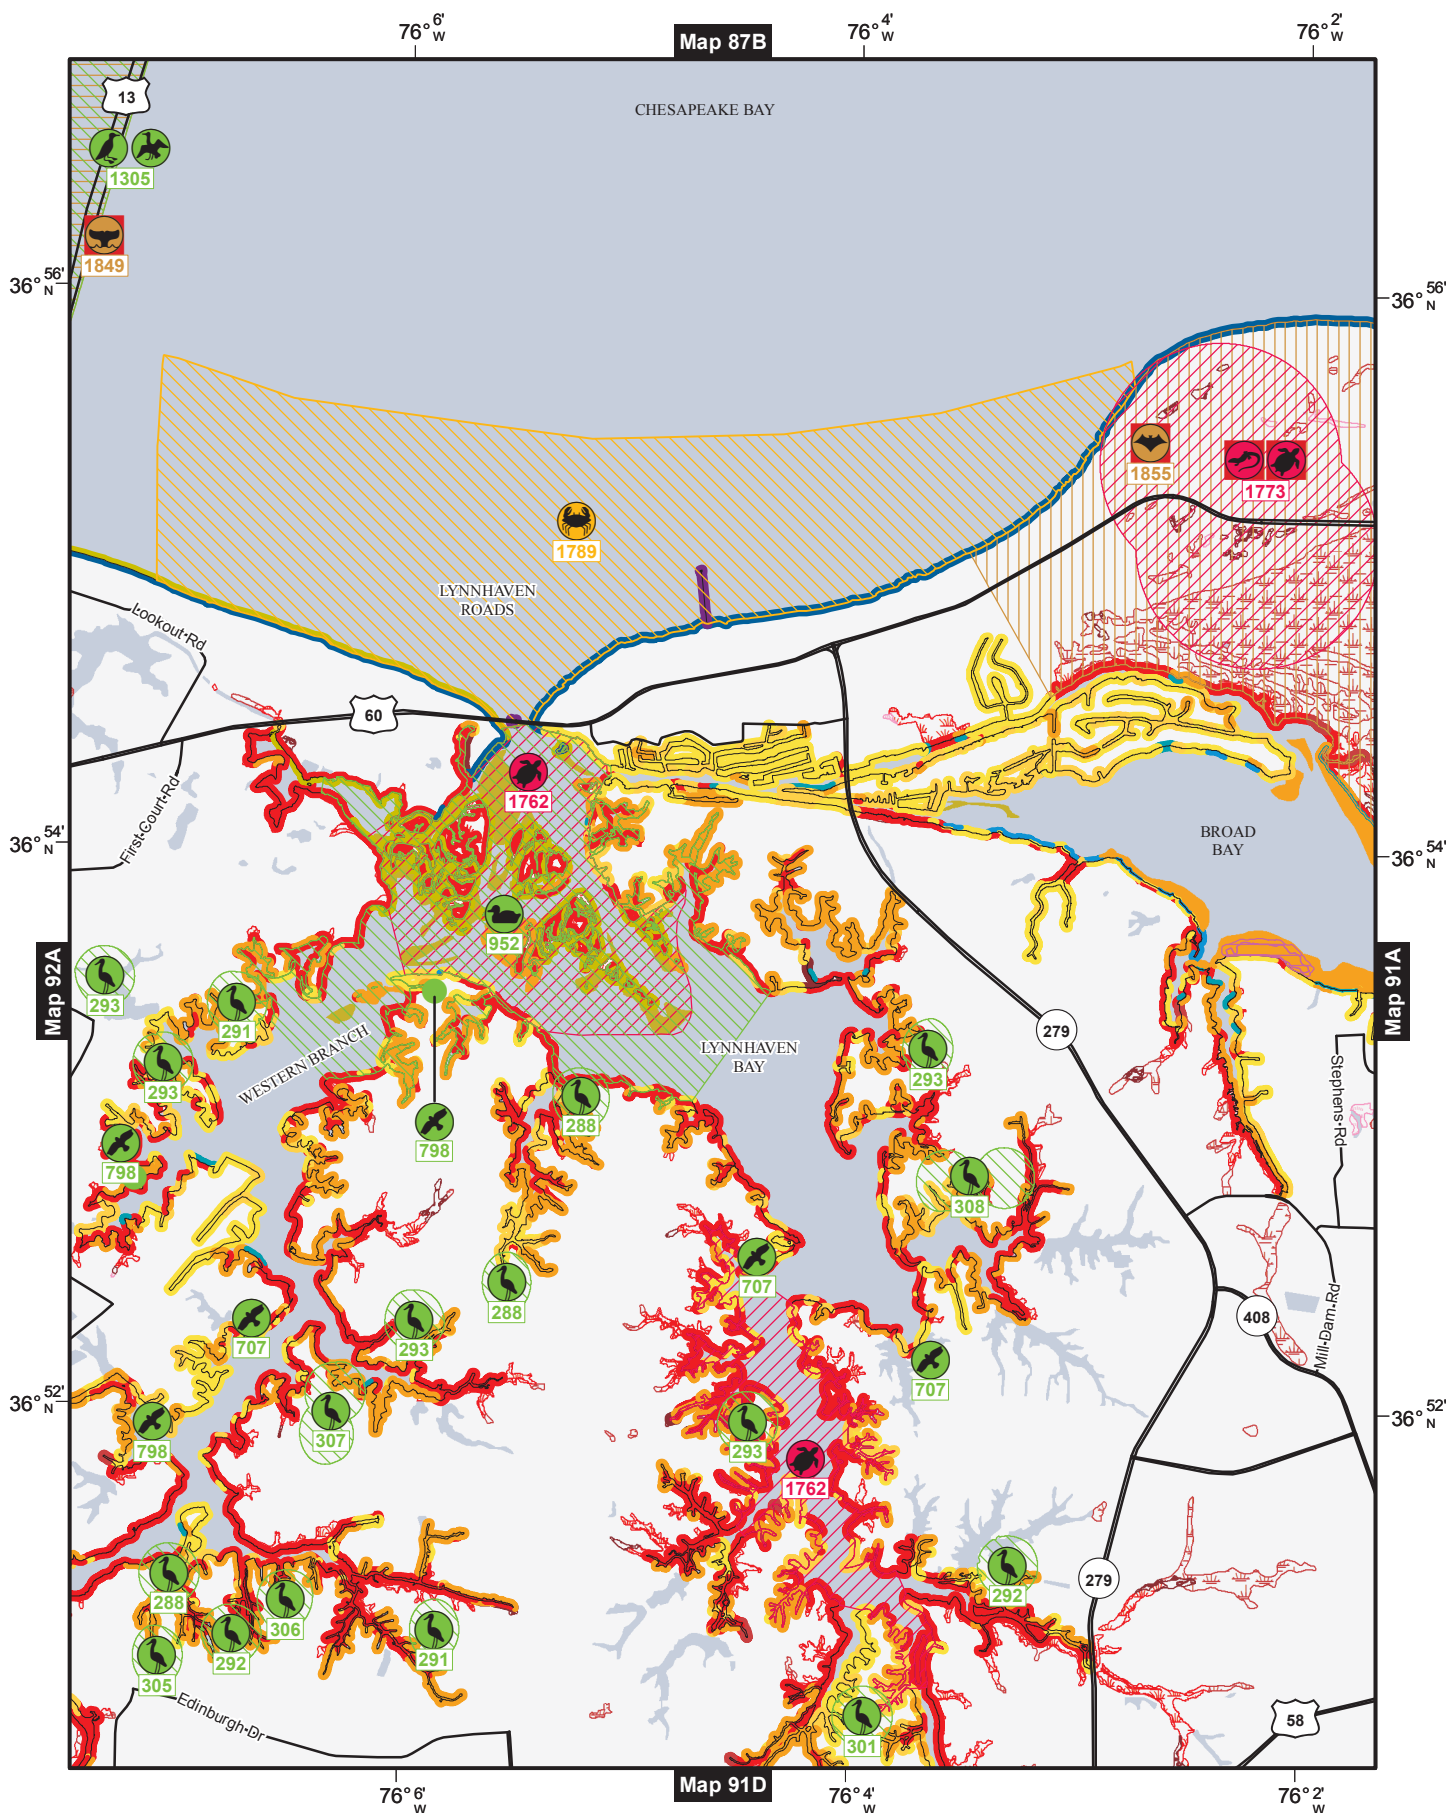 76° 6' W
Map 87B
76° 4' W
76° 2' W
13
CHESAPEAKE BAY
1305
1849
36° 56' N
36° 56' N
1855
1773
1789
LYNNHAVEN
ROADS
Lookout Rd
60
1762
First Court Rd
36° 54' N
BROAD
BAY
36° 54' N
952
Map 92A
293
291
Map 91A
279
WESTERN BRANCH
LYNNHAVEN
BAY
293
293
Stephens Rd
288
798
798
308
707
288
707
293
408
Mill Dam Rd
707
36° 52' N
36° 52' N
798
307
293
1762
288
306
292
279
292
291
305
Edinburgh Dr
301
58
76° 6' W
Map 91D
76° 4' W
76° 2' W